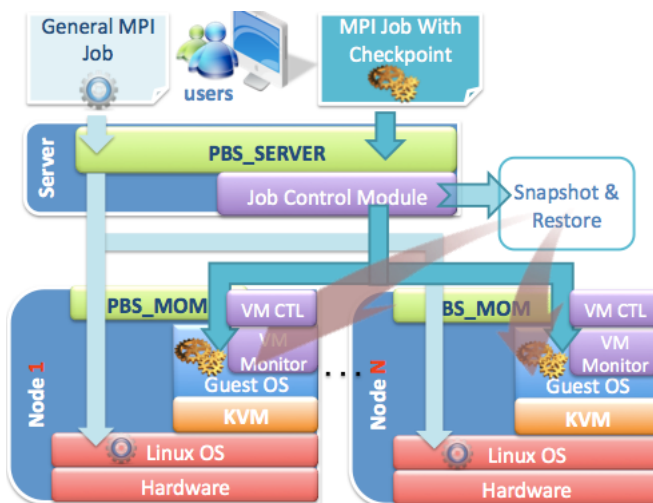 General MPI
Job
users
MPI Job With
Checkpoint
Server
PBS_SERVER
Job Control Module
Snapshot &
Restore
Node 1
PBS_MOM
VM CTL
VM
Monitor
Guest OS
KVM
Linux OS
Hardware
. . .
Node N
BS_MOM
VM CTL
VM
Monitor
Guest OS
KVM
Linux OS
Hardware